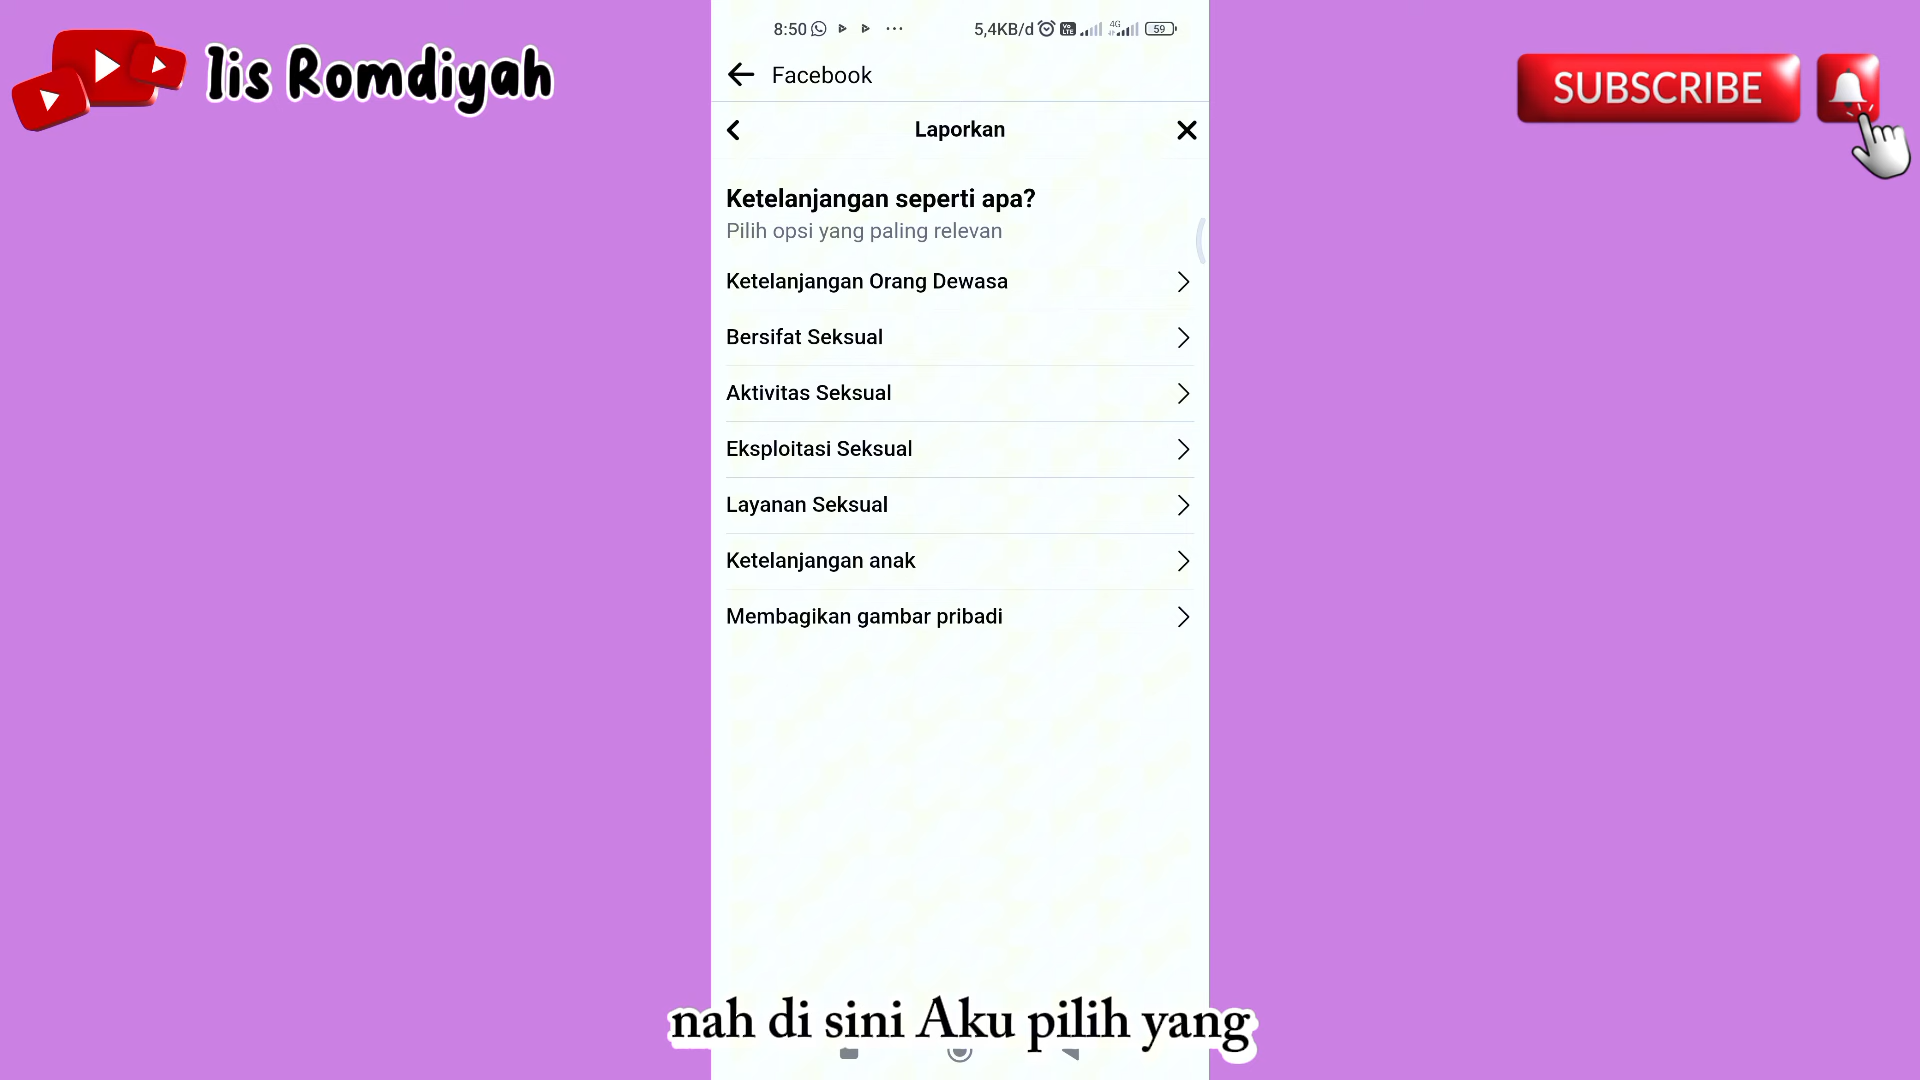 Iis Romdiyah
8:50
5,4KB/d
4G
59
Facebook
SUBSCRIBE
Laporkan
Ketelanjangan seperti apa?
Pilih opsi yang paling relevan
Ketelanjangan Orang Dewasa
Bersifat Seksual
Aktivitas Seksual
Eksploitasi Seksual
Layanan Seksual
Ketelanjangan anak
Membagikan gambar pribadi
nah di sini Aku pilih yang